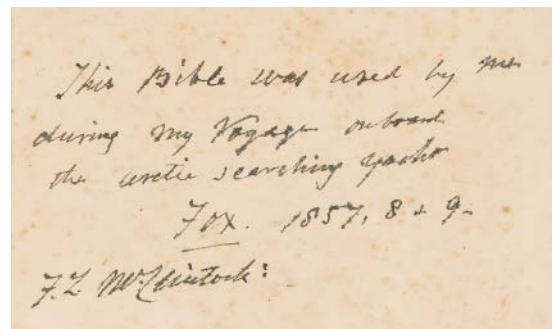 This Bible was used by me
during my Voyage onboard
the arctic searching yacht
Fox. 1857, 8 & 9.
F. L. McClintock: